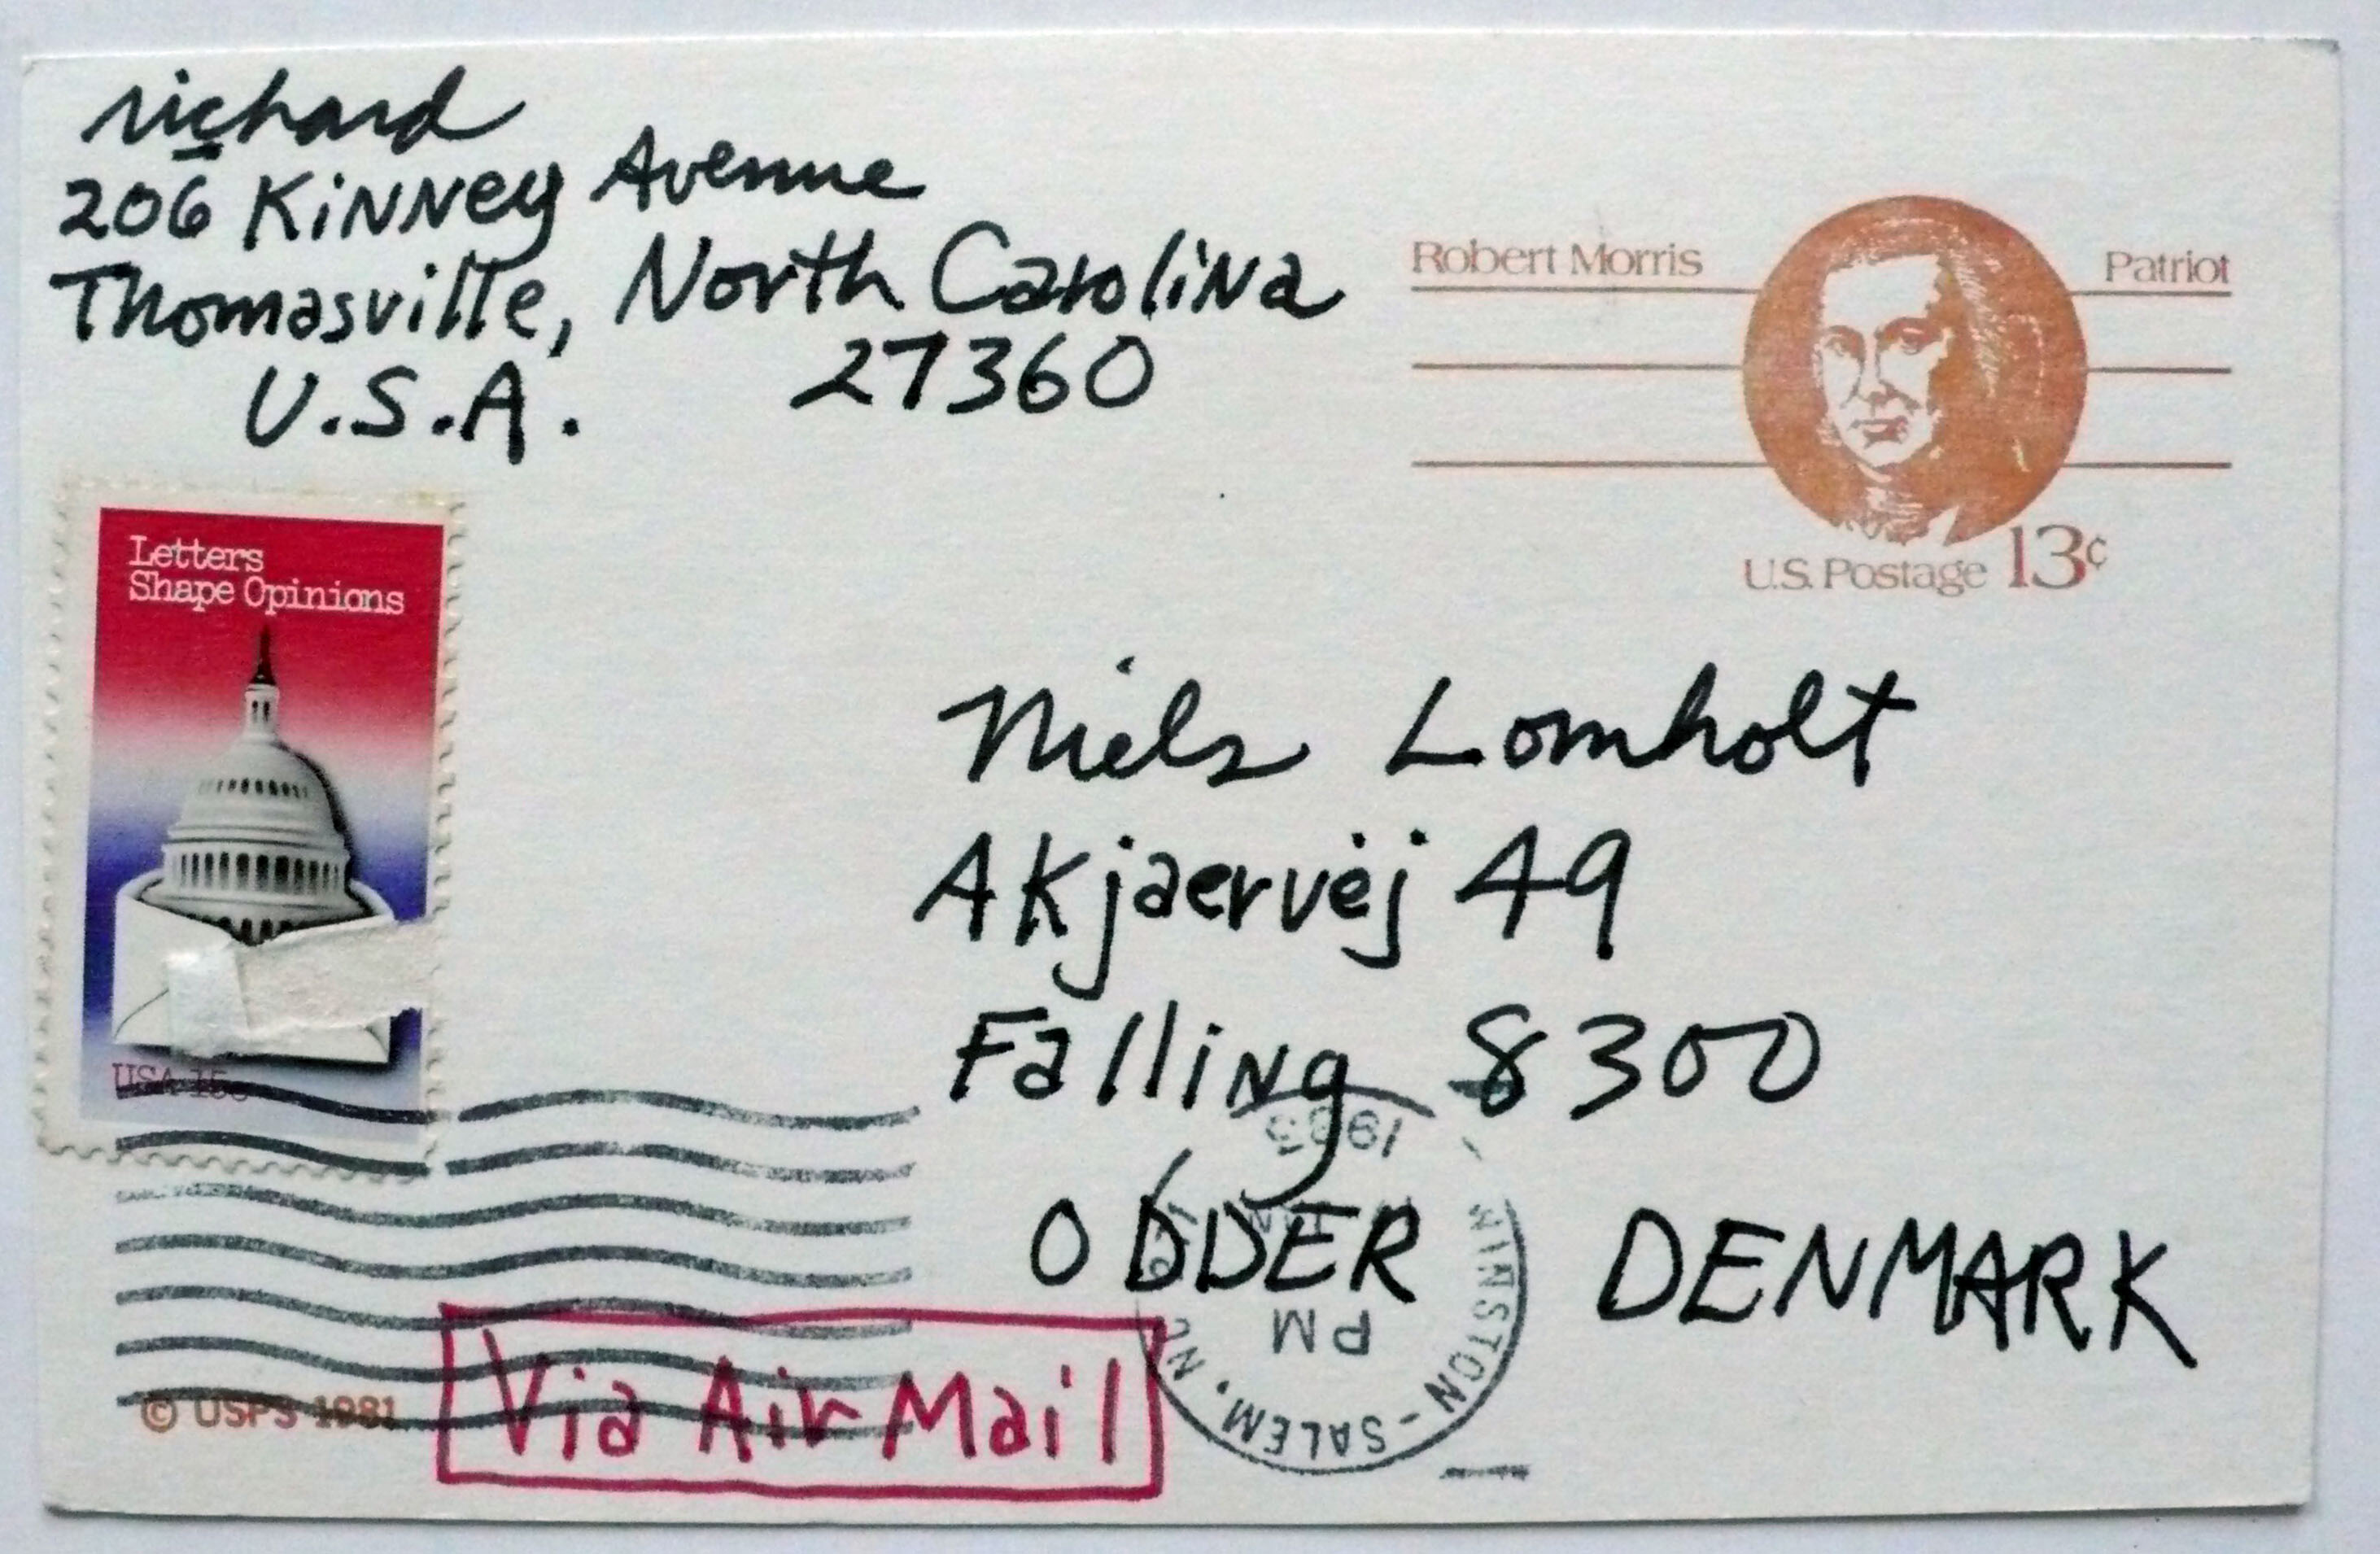 richard
206 Kinney Avenue
Thomasville, North Carolina
27360
U.S.A.
Robert Morris
Patriot
U.S. Postage 13¢
Letters
Shape Opinions
USA 15c
Niels Lomholt
Akjaervej 49
Falling 8300
ODDER DENMARK
WINSTON-SALEM, NC
PM
© USPS 1981
Via Air Mail